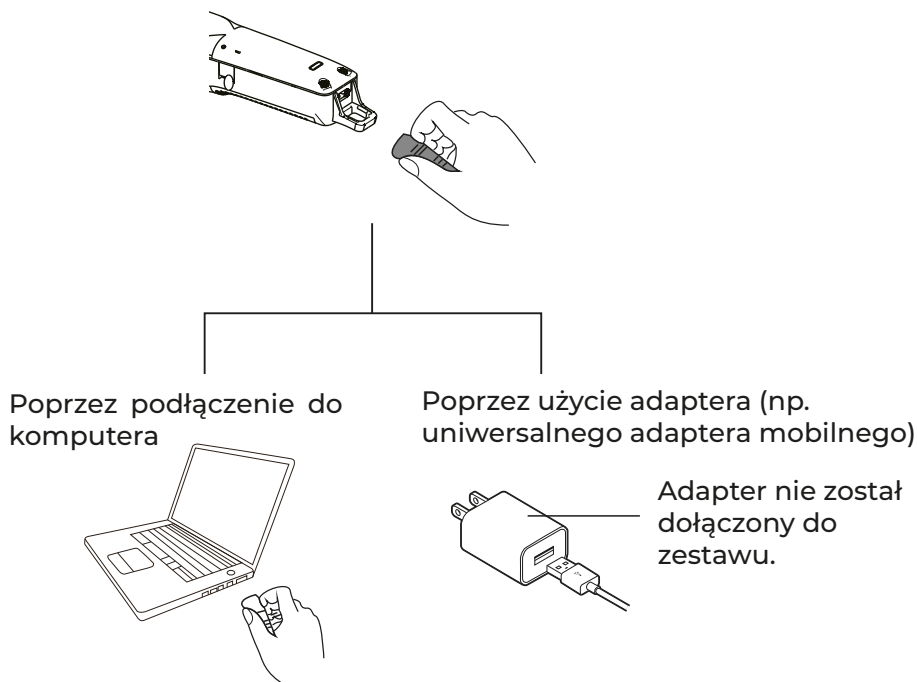 Poprzez podłączenie do
komputera
Poprzez użycie adaptera (np.
uniwersalnego adaptera mobilnego)
Adapter nie został
dołączony do
zestawu.